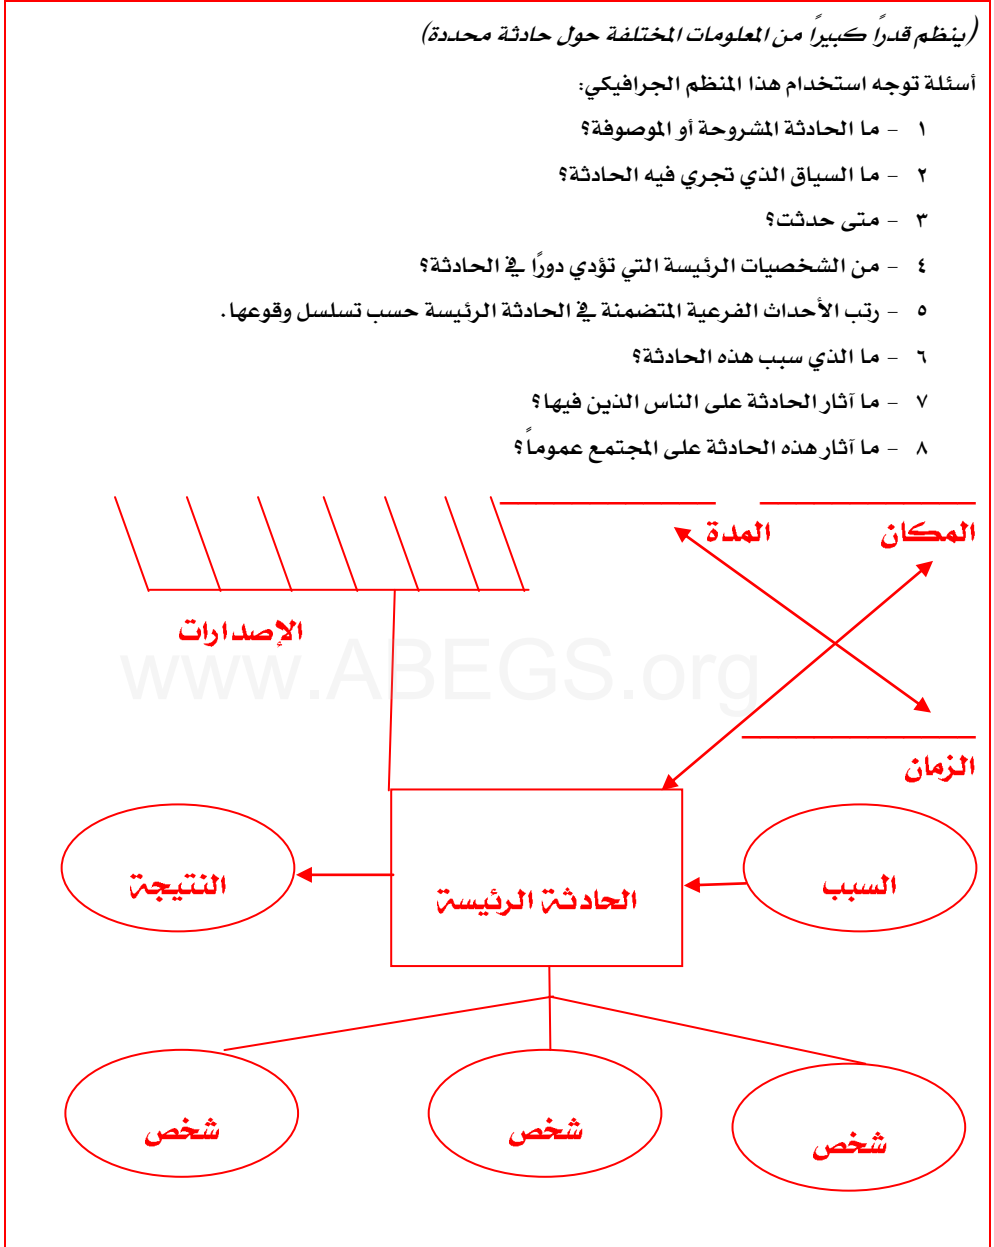 (ينظم قدراً كبيراً من المعلومات المختلفة حول حادثة محددة)
أسئلة توجه استخدام هذا المنظم الجرافيكي:
١ - ما الحادثة المشروحة أو الموصوفة؟
٢ - ما السياق الذي تجري فيه الحادثة؟
٣ - متى حدثت؟
٤ - من الشخصيات الرئيسة التي تؤدي دورًا في الحادثة؟
٥ - رتب الأحداث الفرعية المتضمنة في الحادثة الرئيسة حسب تسلسل وقوعها.
٦ - ما الذي سبب هذه الحادثة؟
٧ - ما آثار الحادثة على الناس الذين فيها؟
٨ - ما آثار هذه الحادثة على المجتمع عموماً؟
المكان
المدة
الإصدارات
www.ABEGS.org
الزمان
السبب
الحادثة الرئيسة
النتيجة
شخص
شخص
شخص